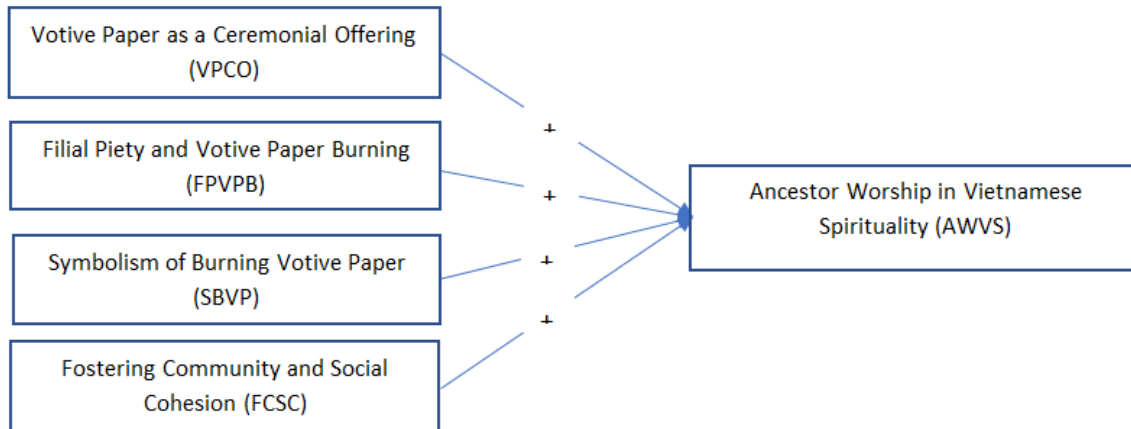 Votive Paper as a Ceremonial Offering
(VPCO)
+
Filial Piety and Votive Paper Burning
(FPVPB)
+
Ancestor Worship in Vietnamese
Spirituality (AWVS)
Symbolism of Burning Votive Paper
(SBVP)
+
+
Fostering Community and Social
Cohesion (FCSC)